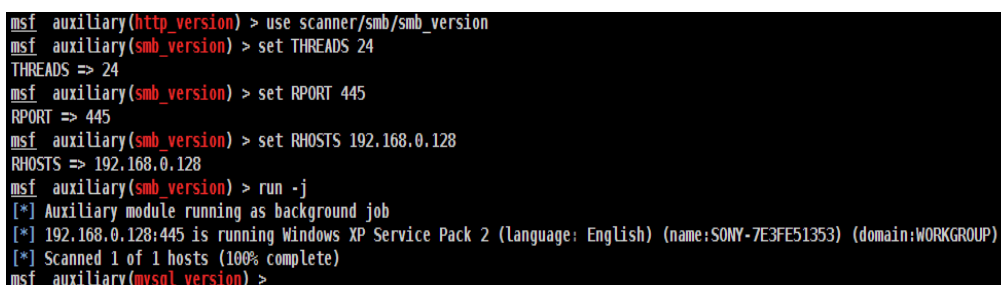 msf auxiliary(http_version) > use scanner/smb/smb_version
msf auxiliary(smb_version) > set THREADS 24
THREADS => 24
msf auxiliary(smb_version) > set RPORT 445
RPORT => 445
msf auxiliary(smb_version) > set RHOSTS 192.168.0.128
RHOSTS => 192.168.0.128
msf auxiliary(smb_version) > run -j
[*] Auxiliary module running as background job
[*] 192.168.0.128:445 is running Windows XP Service Pack 2 (language: English) (name:SONY-7E3FE51353) (domain:WORKGROUP)
[*] Scanned 1 of 1 hosts (100% complete)
msf auxiliary(mysql_version) >